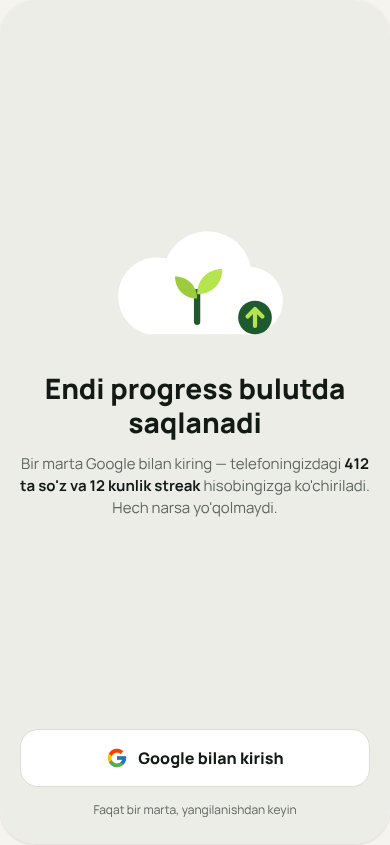 Endi progress bulutda
saqlanadi
Bir marta Google bilan kiring — telefoningizdagi 412
ta so'z va 12 kunlik streak hisobingizga ko'chiriladi.
Hech narsa yo'qolmaydi.
Google bilan kirish
Faqat bir marta, yangilanishdan keyin